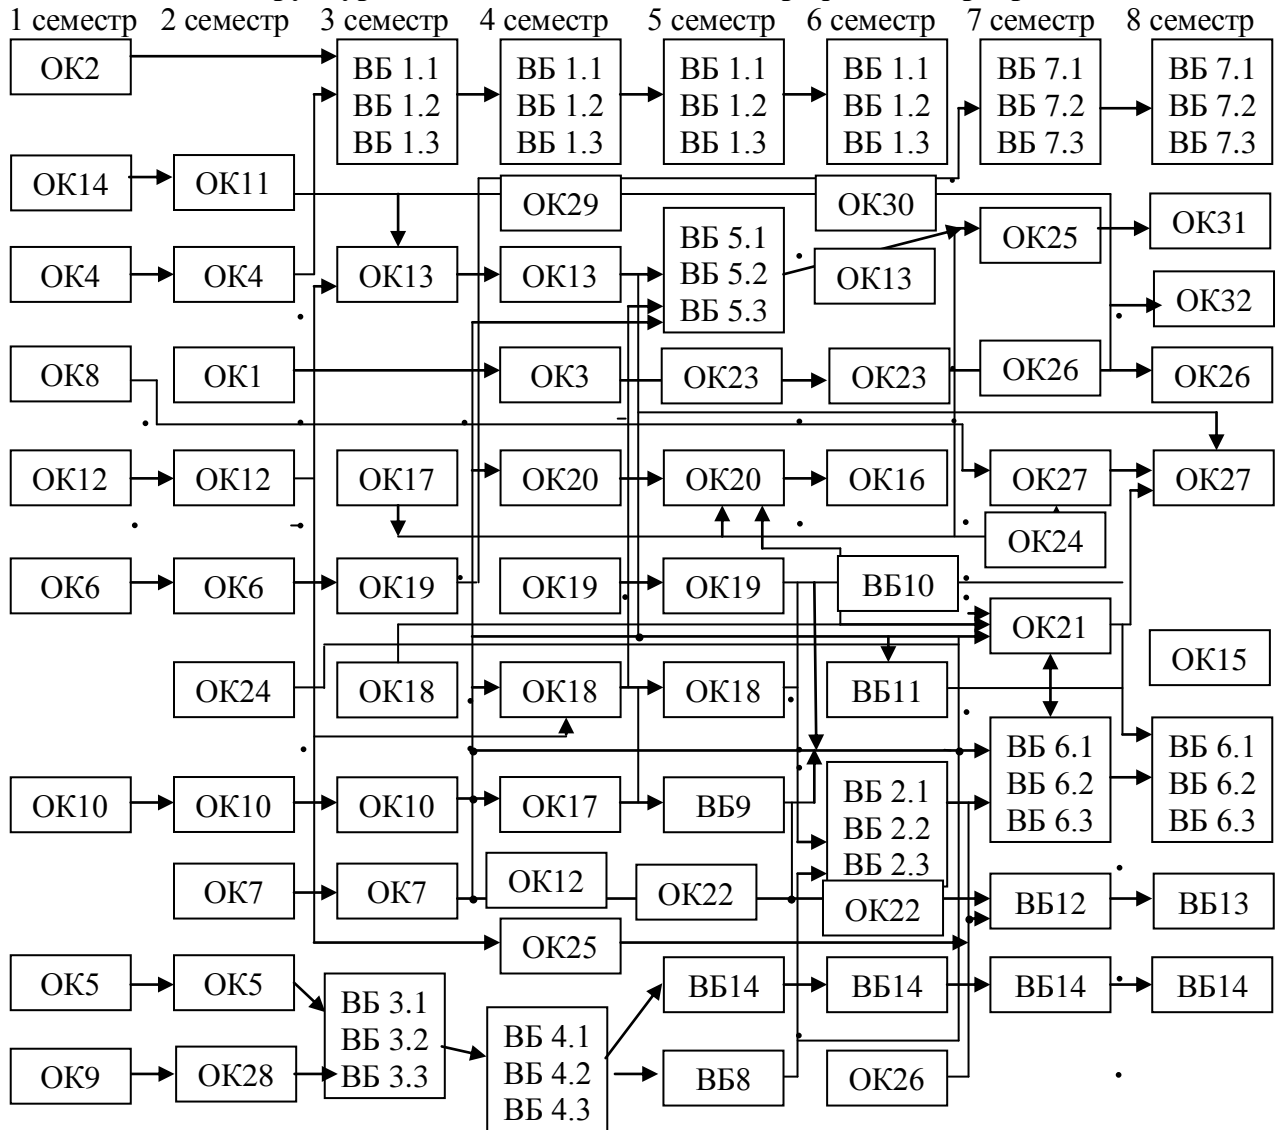 1 семестр 2 семестр 3 семестр 4 семестр 5 семестр 6 семестр 7 семестр 8 семестр
ОК2
ВБ 1.1
ВБ 1.2
ВБ 1.3
ВБ 1.1
ВБ 1.2
ВБ 1.3
ВБ 1.1
ВБ 1.2
ВБ 1.3
ВБ 1.1
ВБ 1.2
ВБ 1.3
ВБ 7.1
ВБ 7.2
ВБ 7.3
ВБ 7.1
ВБ 7.2
ВБ 7.3
ОК14
ОК11
ОК29
ОК30
ОК4
ОК4
ОК13
ОК13
ВБ 5.1
ВБ 5.2
ВБ 5.3
ОК13
ОК25
ОК31
ОК32
ОК8
ОК1
ОК3
ОК23
ОК23
ОК26
ОК26
ОК12
ОК12
ОК17
ОК20
ОК20
ОК16
ОК27
ОК27
ОК24
ОК6
ОК6
ОК19
ОК19
ОК19
ВБ10
ОК21
ОК15
ОК24
ОК18
ОК18
ОК18
ВБ11
ВБ 6.1
ВБ 6.2
ВБ 6.3
ВБ 6.1
ВБ 6.2
ВБ 6.3
ОК10
ОК10
ОК10
ОК17
ВБ9
ВБ 2.1
ВБ 2.2
ВБ 2.3
ОК7
ОК7
ОК12
ОК22
ОК22
ВБ12
ВБ13
ОК25
ОК5
ОК5
ВБ 3.1
ВБ 3.2
ВБ 3.3
ВБ 4.1
ВБ 4.2
ВБ 4.3
ВБ14
ВБ14
ВБ14
ВБ14
ОК9
ОК28
ВБ8
ОК26